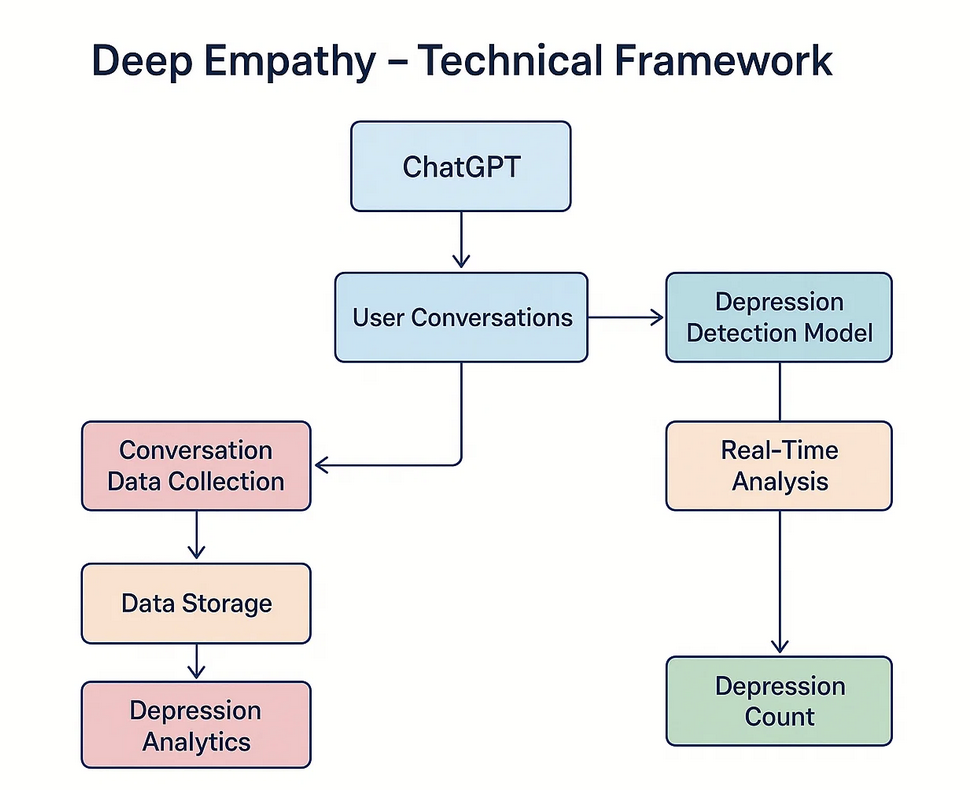 Deep Empathy – Technical Framework
ChatGPT
User Conversations
Depression
Detection Model
Conversation
Data Collection
Real-Time
Analysis
Data Storage
Depression
Analytics
Depression
Count